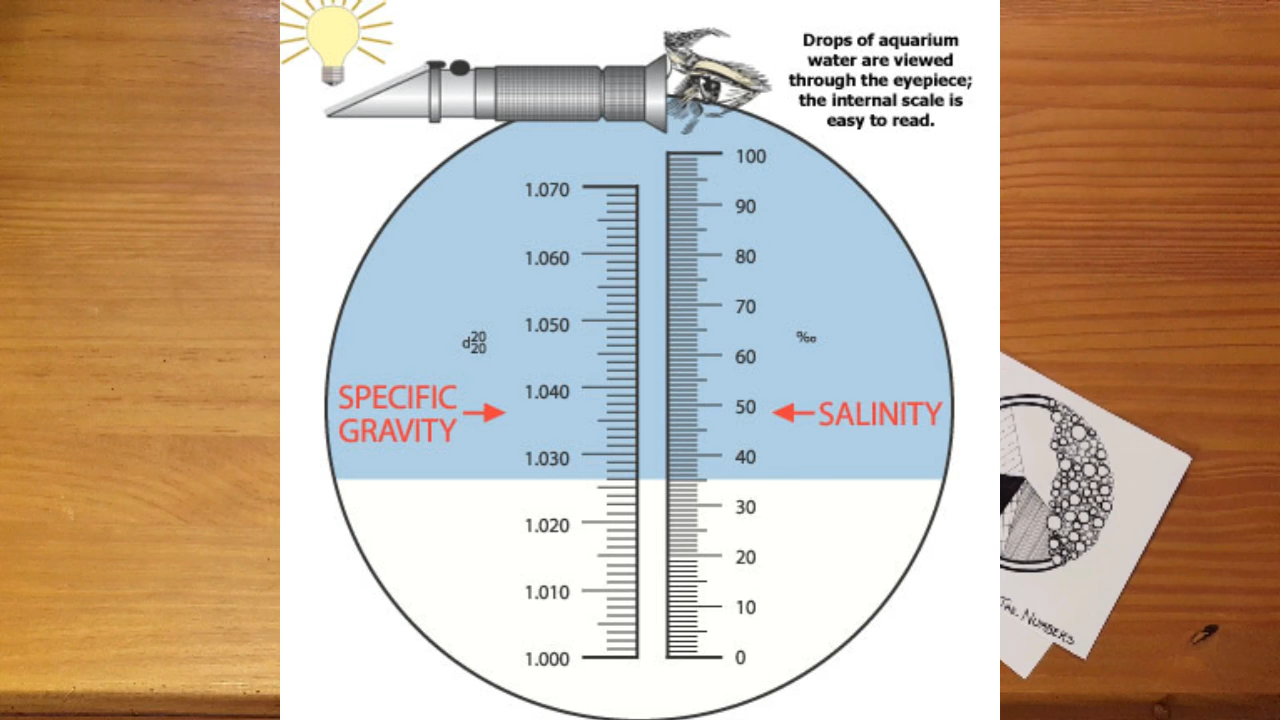 Drops of aquarium
water are viewed
through the eyepiece;
the internal scale is
easy to read.
100
1.070
90
1.060
80
70
1.050
d20
20
‰
60
1.040
SPECIFIC
GRAVITY
50
SALINITY
1.030
40
30
1.020
20
1.010
10
1.000
0
NUMBERS